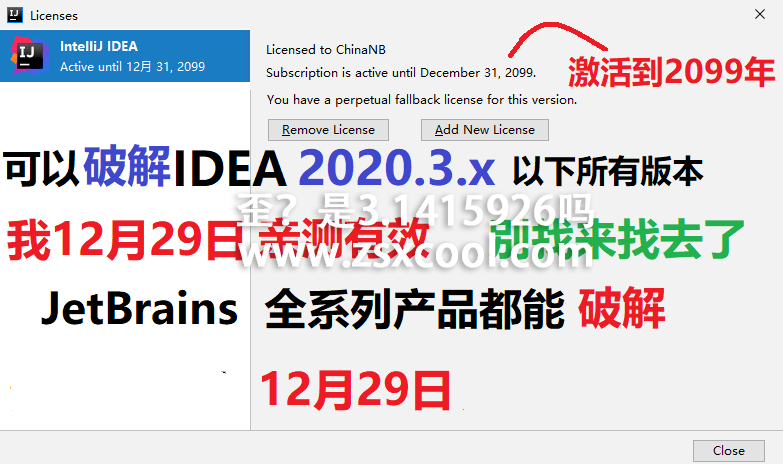 Licenses
IntelliJ IDEA
Active until 12月 31, 2099
Licensed to ChinaNB
Subscription is active until December 31, 2099.
激活到2099年
You have a perpetual fallback license for this version.
Remove License
Add New License
可以破解IDEA 2020.3.x 以下所有版本
歪？是3.1415926吗
我12月29日亲测有效 别找来找去了
www.zsxcool.com
JetBrains 全系列产品都能 破解
12月29日
Close